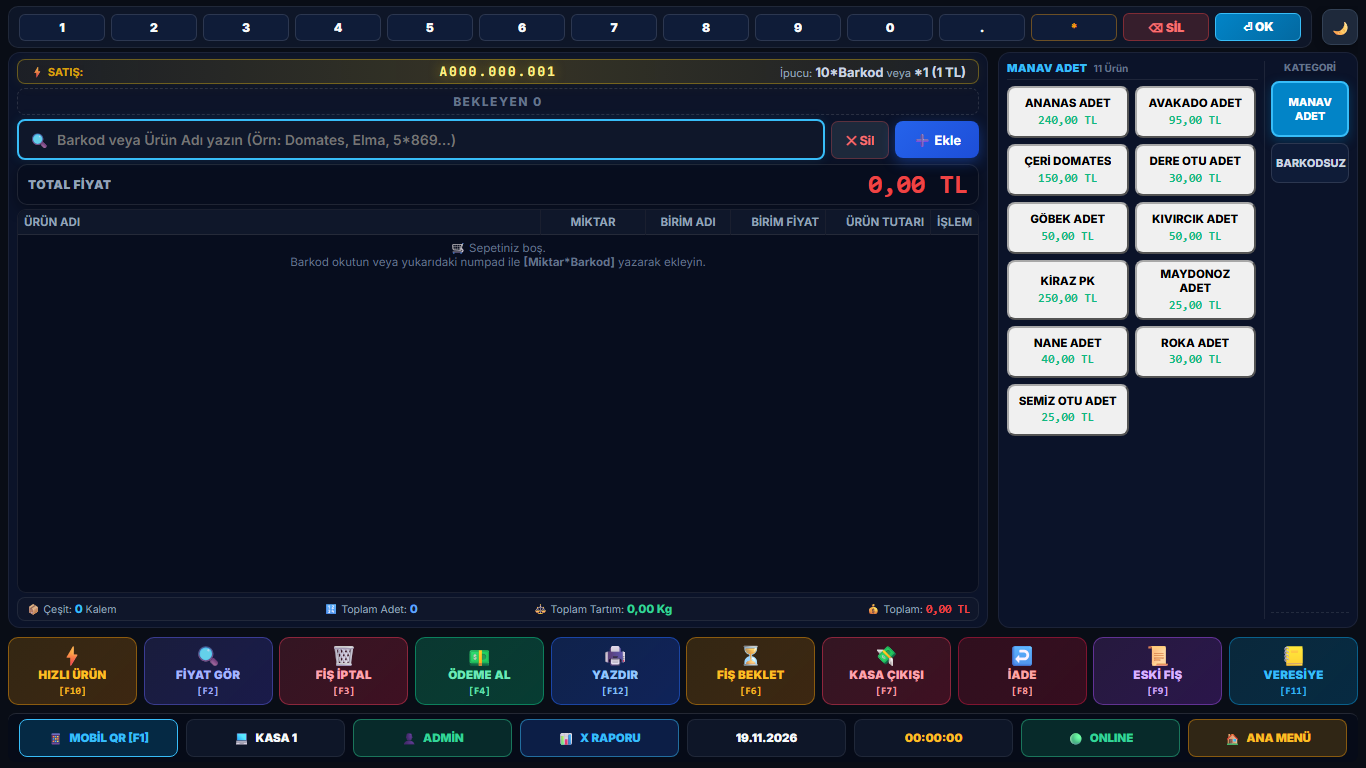 1 2 3 4 5 6 7 8 9 0 . * ⌫ SİL ⏎ OK
SATIŞ: A000.000.001 İpucu: 10*Barkod veya *1 (1 TL)
BEKLEYEN 0
Barkod veya Ürün Adı yazın (Örn: Domates, Elma, 5*869...) Sil Ekle
TOTAL FİYAT 0,00 TL
ÜRÜN ADI MİKTAR BİRİM ADI BİRİM FİYAT ÜRÜN TUTARI İŞLEM
Sepetiniz boş.
Barkod okutun veya yukarıdaki numpad ile [Miktar*Barkod] yazarak ekleyin.
Çeşit: 0 Kalem Toplam Adet: 0 Toplam Tartım: 0,00 Kg Toplam: 0,00 TL
MANAV ADET 11 Ürün
ANANAS ADET
240,00 TL
AVAKADO ADET
95,00 TL
ÇERİ DOMATES
150,00 TL
DERE OTU ADET
30,00 TL
GÖBEK ADET
50,00 TL
KIVIRCIK ADET
50,00 TL
KİRAZ PK
250,00 TL
MAYDONOZ
ADET
25,00 TL
NANE ADET
40,00 TL
ROKA ADET
30,00 TL
SEMİZ OTU ADET
25,00 TL
KATEGORİ
MANAV
ADET
BARKODSUZ
HIZLI ÜRÜN
[F10]
FİYAT GÖR
[F2]
FİŞ İPTAL
[F3]
ÖDEME AL
[F4]
YAZDIR
[F12]
FİŞ BEKLET
[F6]
KASA ÇIKIŞI
[F7]
İADE
[F8]
ESKİ FİŞ
[F9]
VERESİYE
[F11]
MOBİL QR [F1] KASA 1 ADMİN X RAPORU 19.11.2026 00:00:00 ONLINE ANA MENÜ